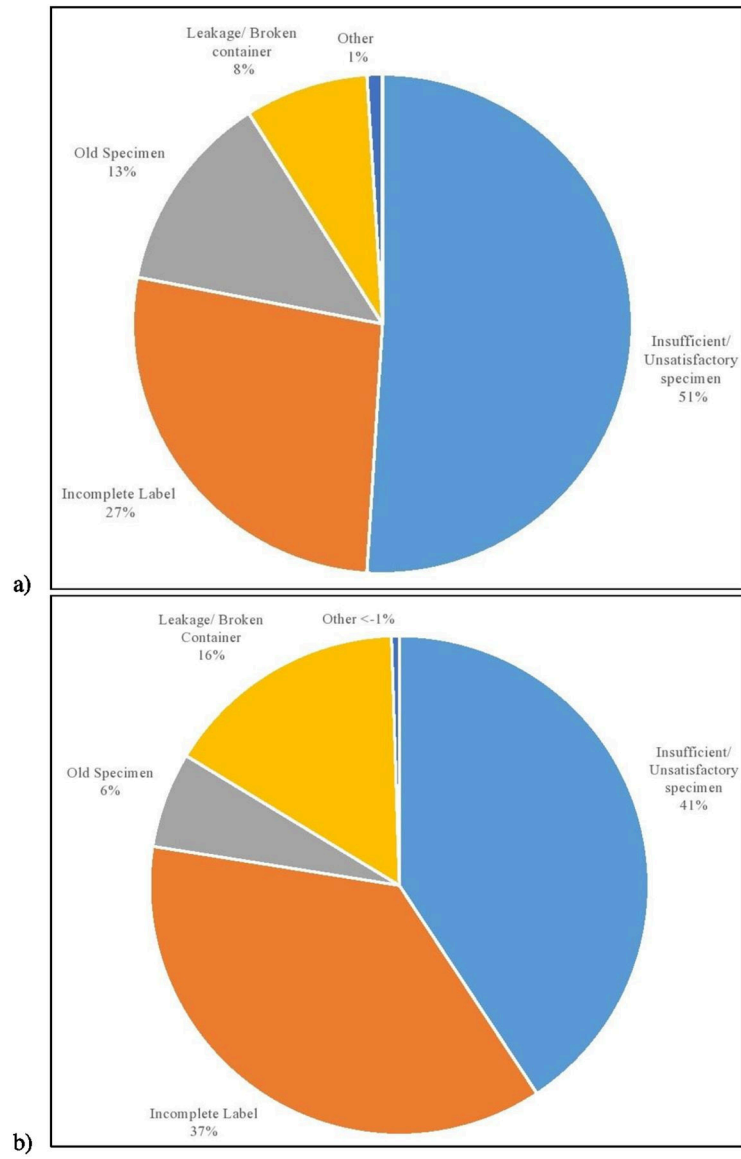 Leakage/ Broken
container
8%
Other
1%
Old Specimen
13%
Insufficient/
Unsatisfactory
specimen
51%
Incomplete Label
27%
a)
Leakage/ Broken
Container
16%
Other <-1%
Insufficient/
Unsatisfactory
specimen
41%
Old Specimen
6%
Incomplete Label
37%
b)